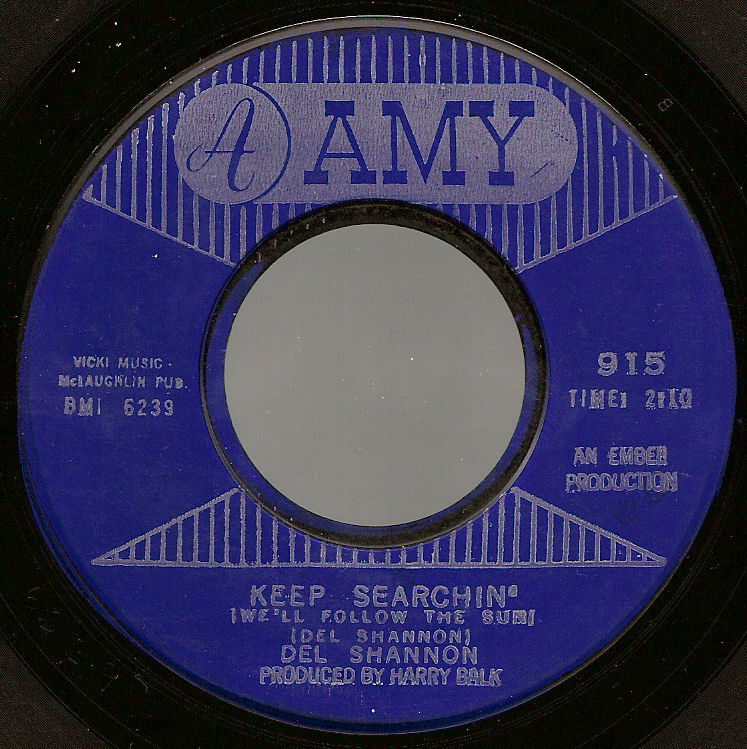 A AMY
VICKI MUSIC -
McLAUGHLIN PUB.
BMI 6239
915
TIME: 2:10
AN EMBER
PRODUCTION
KEEP SEARCHIN'
(WE'LL FOLLOW THE SUN)
(DEL SHANNON)
DEL SHANNON
PRODUCED BY HARRY BALK